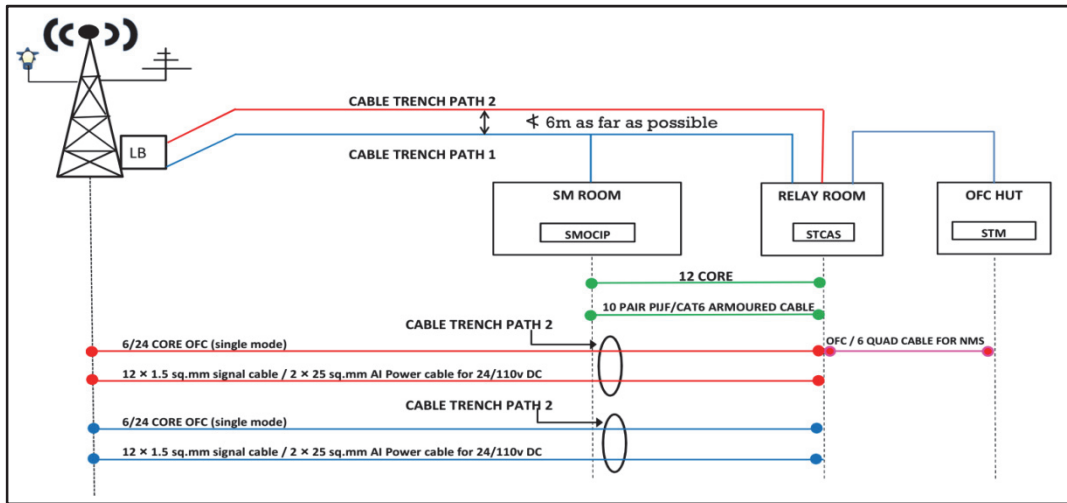 CABLE TRENCH PATH 2
∢ 6m as far as possible
LB
CABLE TRENCH PATH 1
SM ROOM
RELAY ROOM
OFC HUT
SMOCIP
STCAS
STM
12 CORE
10 PAIR PIJF/CAT6 ARMOURED CABLE
CABLE TRENCH PATH 2
6/24 CORE OFC (single mode)
OFC / 6 QUAD CABLE FOR NMS
12 × 1.5 sq.mm signal cable / 2 × 25 sq.mm AI Power cable for 24/110v DC
CABLE TRENCH PATH 2
6/24 CORE OFC (single mode)
12 × 1.5 sq.mm signal cable / 2 × 25 sq.mm AI Power cable for 24/110v DC